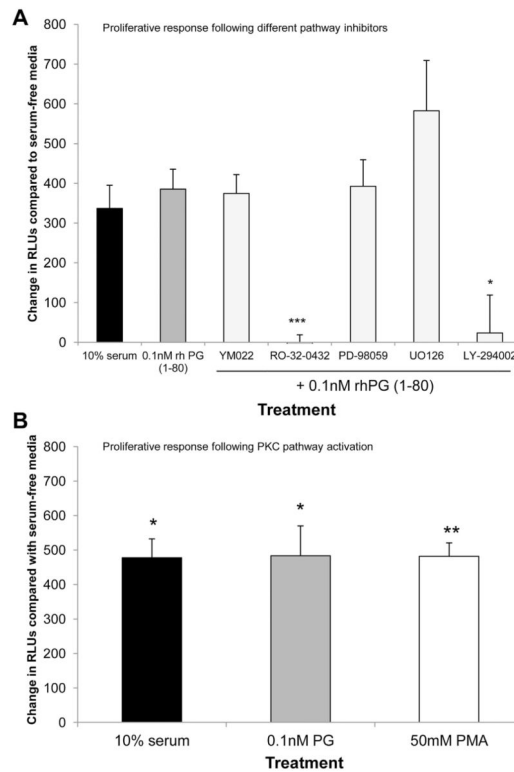 A
Proliferative response following different pathway inhibitors
Change in RLUs compared to serum-free media
800
700
600
500
400
300
200
100
0
***
*
10% serum
0.1nM rh PG
(1-80)
YM022
RO-32-0432
PD-98059
UO126
LY-294002
+ 0.1nM rhPG (1-80)
Treatment
B
Proliferative response following PKC pathway activation
Change in RLUs compared with serum-free media
800
700
600
500
400
300
200
100
0
*
*
**
10% serum
0.1nM PG
50mM PMA
Treatment